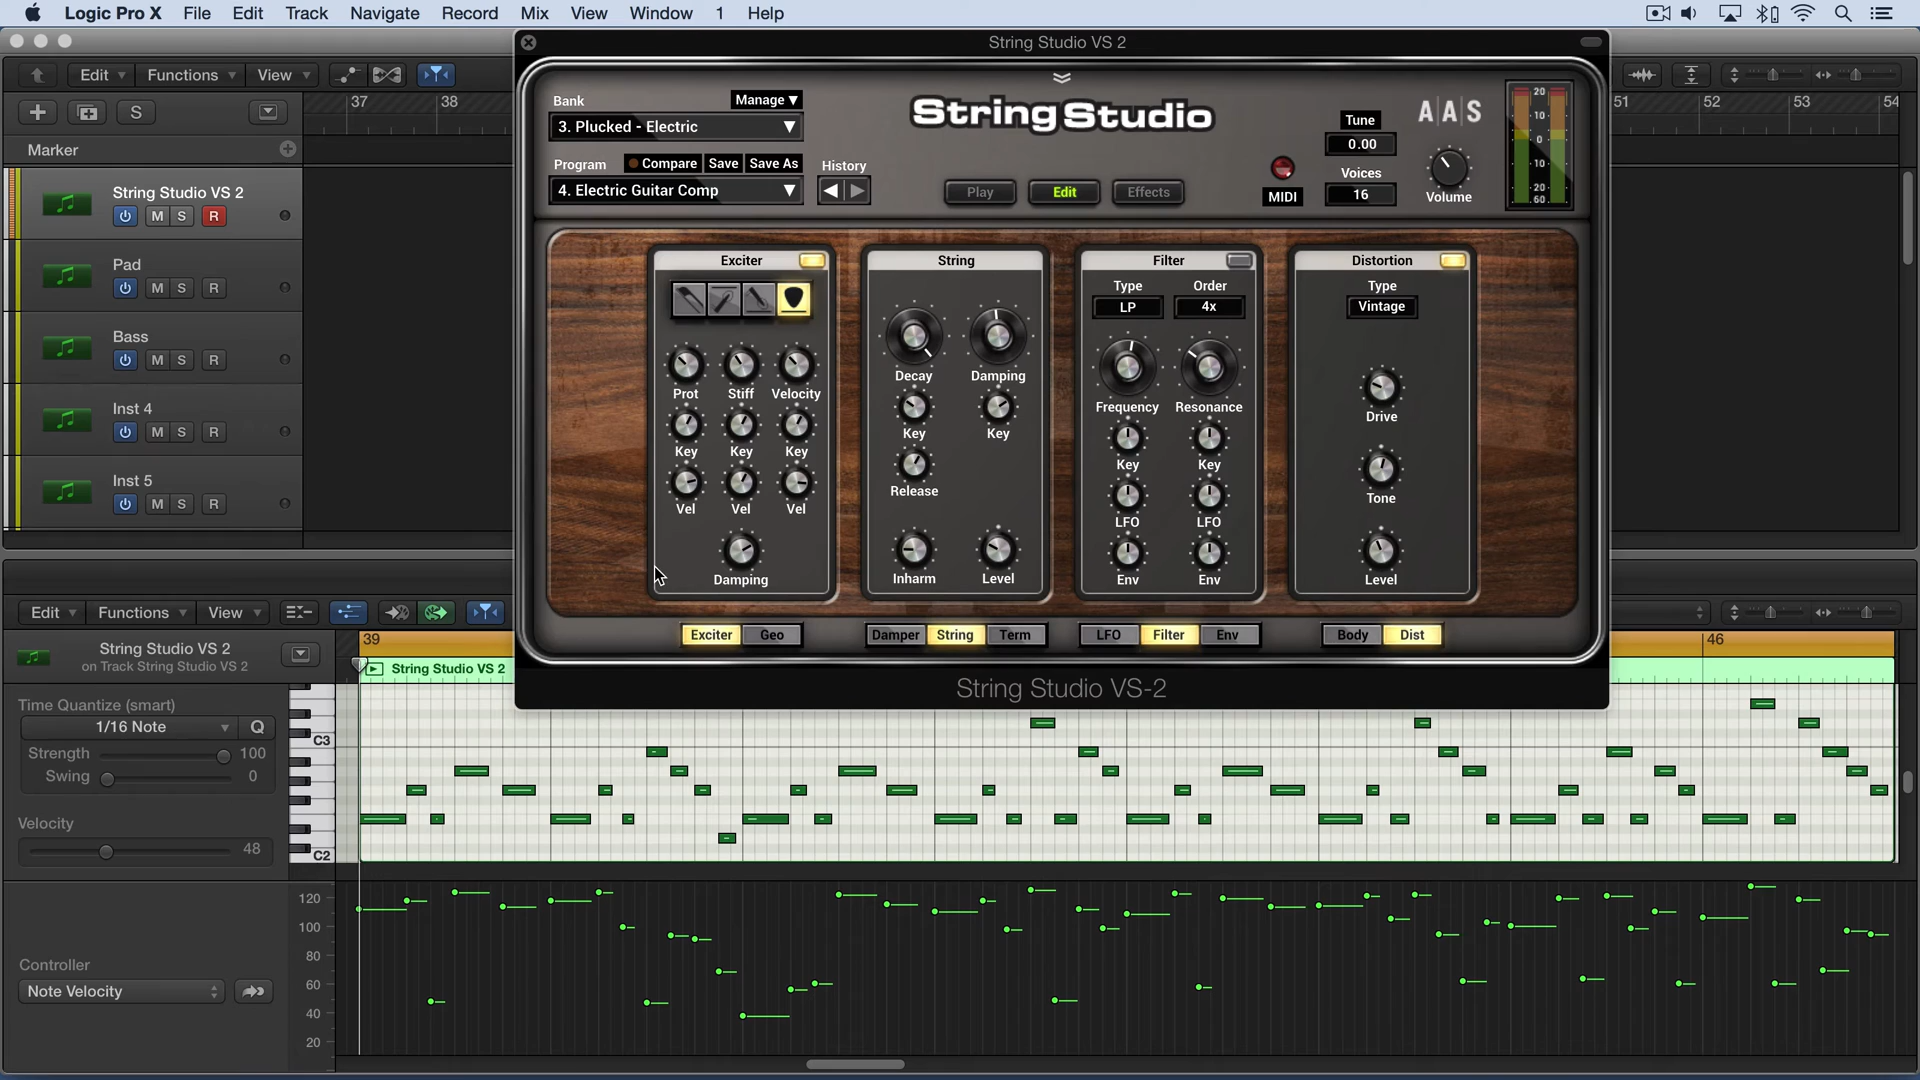 Logic Pro X File Edit Track Navigate Record Mix View Window 1 Help
String Studio VS 2
Edit Functions View
37 38 51 52 53 54
S
Marker
String Studio VS 2
M S R
Pad
M S R
Bass
M S R
Inst 4
M S R
Inst 5
M S R
Bank Manage
3. Plucked - Electric
Program Compare Save Save As History
4. Electric Guitar Comp
String Studio
Play Edit Effects
MIDI
Tune
0.00
Voices
16
AAS
Volume
20
10
0
10
20
60
Exciter
Prot Stiff Velocity
Key Key Key
Vel Vel Vel
Damping
String
Decay Damping
Key Key
Release
Inharm Level
Filter
Type Order
LP 4x
Frequency Resonance
Key Key
LFO LFO
Env Env
Distortion
Type
Vintage
Drive
Tone
Level
Exciter Geo Damper String Term LFO Filter Env Body Dist
String Studio VS-2
Edit Functions View
39 46
String Studio VS 2
on Track String Studio VS 2
String Studio VS 2
Time Quantize (smart)
1/16 Note Q
Strength 100
Swing 0
Velocity
48
C3
C2
120
100
80
60
40
20
Controller
Note Velocity